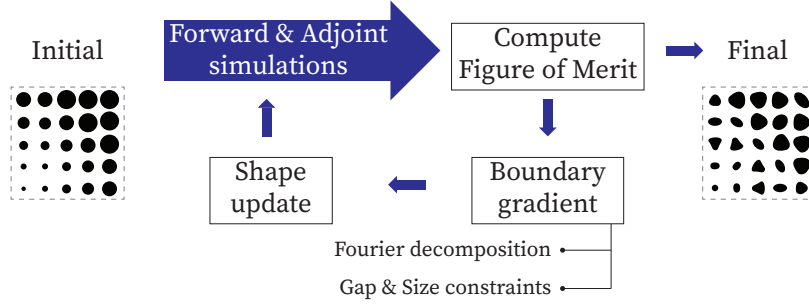 Initial
Forward & Adjoint
simulations
Compute
Figure of Merit
Final
Shape
update
Boundary
gradient
Fourier decomposition
Gap & Size constraints